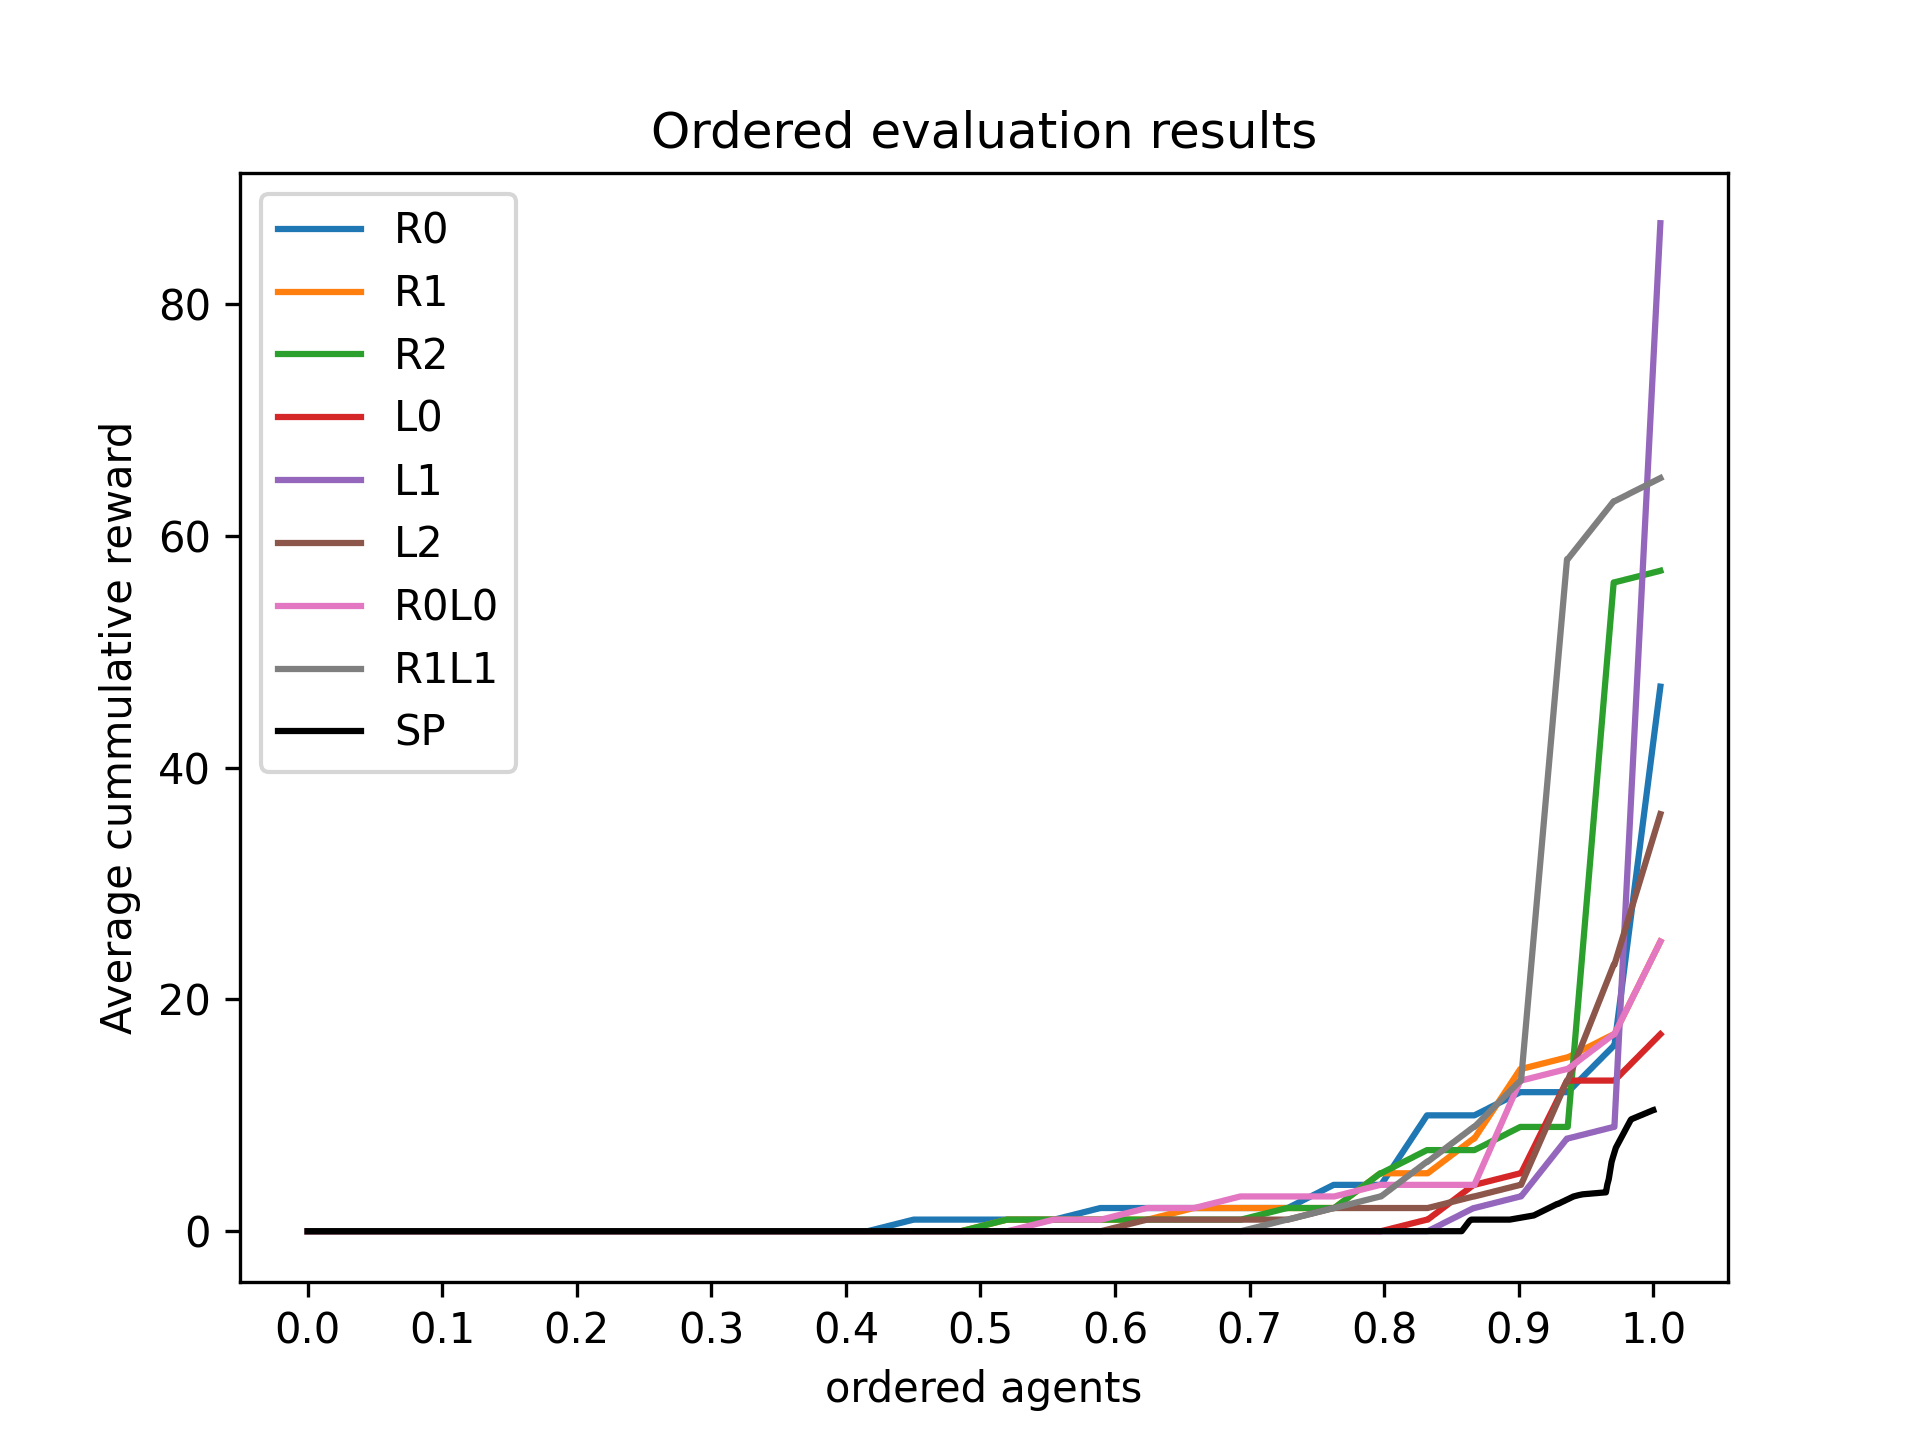 Ordered evaluation results
R0
R1
R2
L0
L1
L2
R0L0
R1L1
SP
Average cummulative reward
80
60
40
20
0
0.0 0.1 0.2 0.3 0.4 0.5 0.6 0.7 0.8 0.9 1.0
ordered agents